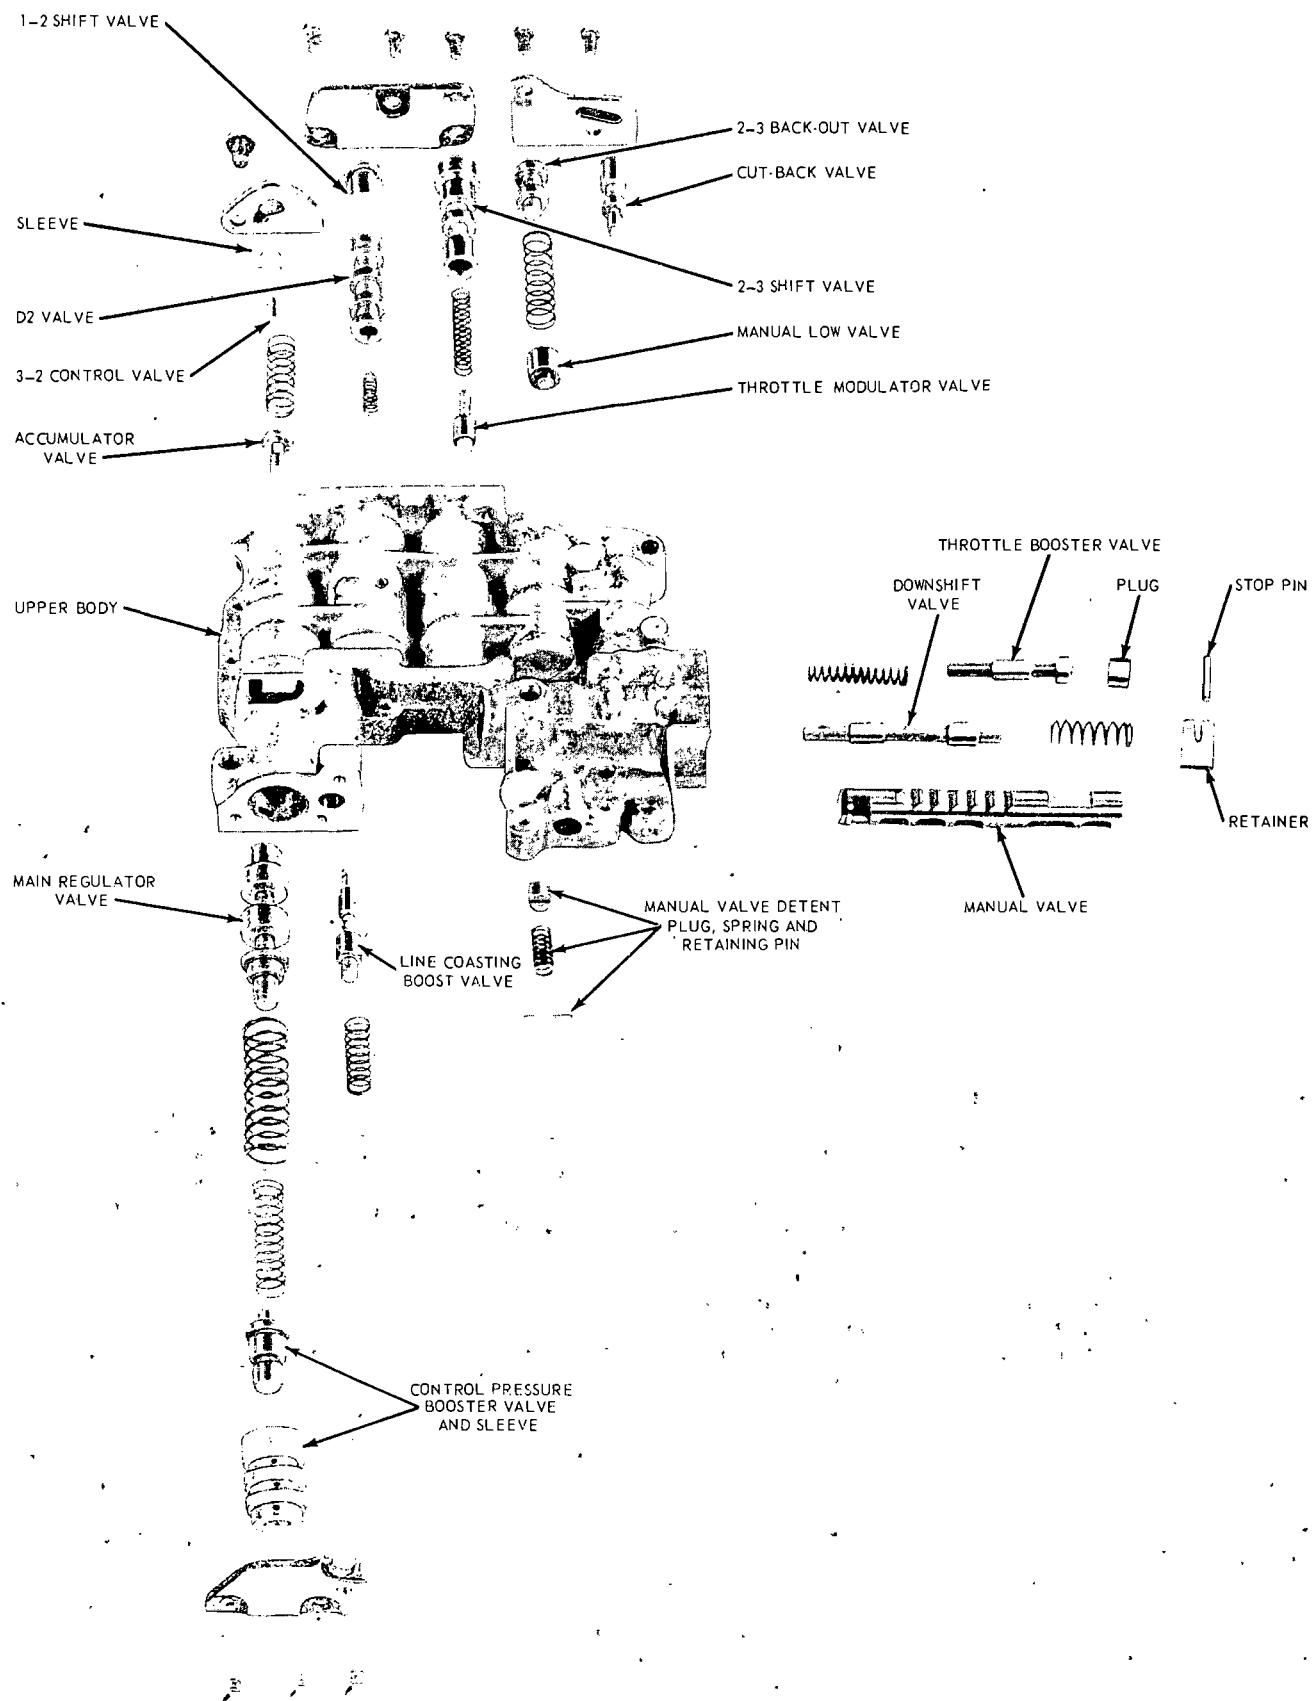 1-2 SHIFT VALVE
2-3 BACK-OUT VALVE
CUT-BACK VALVE
SLEEVE
2-3 SHIFT VALVE
D2 VALVE
MANUAL LOW VALVE
3-2 CONTROL VALVE
THROTTLE MODULATOR VALVE
ACCUMULATOR
VALVE
THROTTLE BOOSTER VALVE
DOWNSHIFT
VALVE
PLUG
STOP PIN
UPPER BODY
RETAINER
MANUAL VALVE
MAIN REGULATOR
VALVE
MANUAL VALVE DETENT
PLUG, SPRING AND
RETAINING PIN
LINE COASTING
BOOST VALVE
CONTROL PRESSURE
BOOSTER VALVE
AND SLEEVE